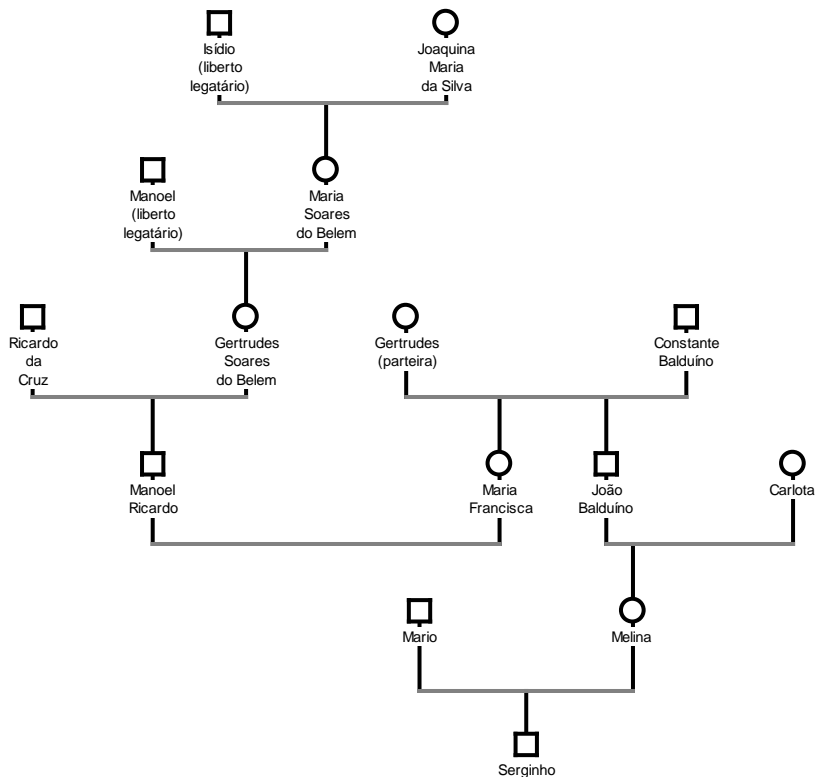 Isídio
(liberto
legatário)
Joaquina
Maria
da Silva
Manoel
(liberto
legatário)
Maria
Soares
do Belem
Ricardo
da
Cruz
Gertrudes
Soares
do Belem
Gertrudes
(parteira)
Constante
Balduíno
Manoel
Ricardo
Maria
Francisca
João
Balduíno
Carlota
Mario
Melina
Serginho